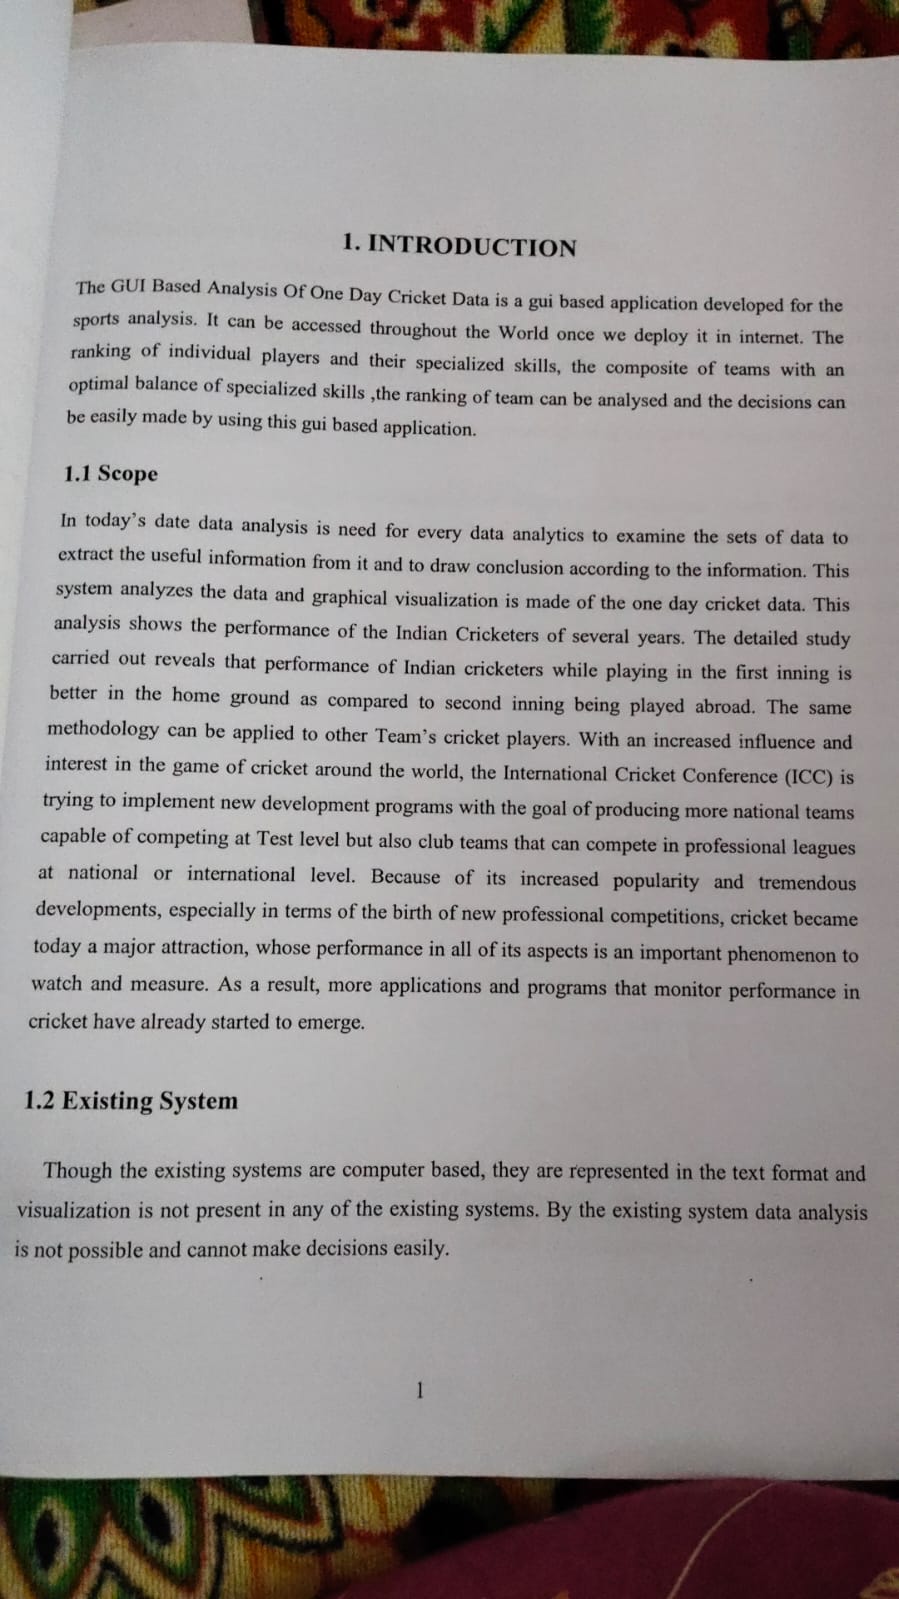 1. INTRODUCTION
The GUI Based Analysis Of One Day Cricket Data is a gui based application developed for the
sports analysis. It can be accessed throughout the World once we deploy it in internet. The
ranking of individual players and their specialized skills, the composite of teams with an
optimal balance of specialized skills ,the ranking of team can be analysed and the decisions can
be easily made by using this gui based application.
1.1 Scope
In today's date data analysis is need for every data analytics to examine the sets of data to
extract the useful information from it and to draw conclusion according to the information. This
system analyzes the data and graphical visualization is made of the one day cricket data. This
analysis shows the performance of the Indian Cricketers of several years. The detailed study
carried out reveals that performance of Indian cricketers while playing in the first inning is
better in the home ground as compared to second inning being played abroad. The same
methodology can be applied to other Team's cricket players. With an increased influence and
interest in the game of cricket around the world, the International Cricket Conference (ICC) is
trying to implement new development programs with the goal of producing more national teams
capable of competing at Test level but also club teams that can compete in professional leagues
at national or international level. Because of its increased popularity and tremendous
developments, especially in terms of the birth of new professional competitions, cricket became
today a major attraction, whose performance in all of its aspects is an important phenomenon to
watch and measure. As a result, more applications and programs that monitor performance in
cricket have already started to emerge.
1.2 Existing System
Though the existing systems are computer based, they are represented in the text format and
visualization is not present in any of the existing systems. By the existing system data analysis
is not possible and cannot make decisions easily.
1